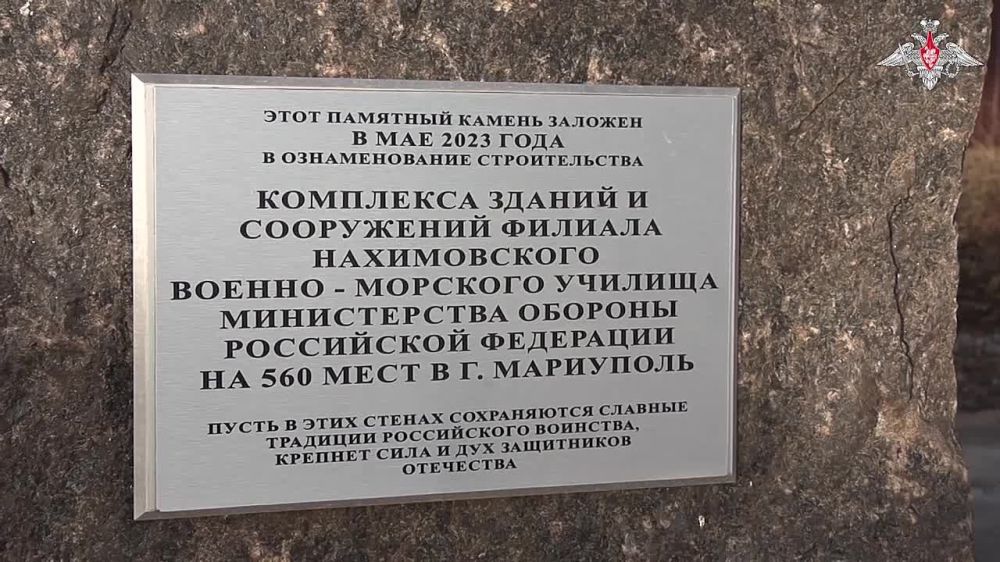 ЭТОТ ПАМЯТНЫЙ КАМЕНЬ ЗАЛОЖЕН
В МАЕ 2023 ГОДА
В ОЗНАМЕНОВАНИЕ СТРОИТЕЛЬСТВА
КОМПЛЕКСА ЗДАНИЙ И
СООРУЖЕНИЙ ФИЛИАЛА
НАХИМОВСКОГО
ВОЕННО - МОРСКОГО УЧИЛИЩА
МИНИСТЕРСТВА ОБОРОНЫ
РОССИЙСКОЙ ФЕДЕРАЦИИ
НА 560 МЕСТ В Г. МАРИУПОЛЬ
ПУСТЬ В ЭТИХ СТЕНАХ СОХРАНЯЮТСЯ СЛАВНЫЕ
ТРАДИЦИИ РОССИЙСКОГО ВОИНСТВА,
КРЕПНЕТ СИЛА И ДУХ ЗАЩИТНИКОВ
ОТЕЧЕСТВА